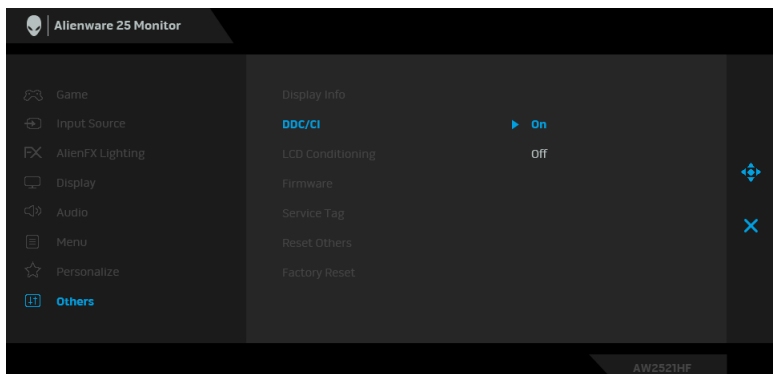 Alienware 25 Monitor
Game
Input Source
AlienFX Lighting
Display
Audio
Menu
Personalize
Others
Display Info
DDC/CI
LCD Conditioning
Firmware
Service Tag
Reset Others
Factory Reset
On
Off
AW2521HF